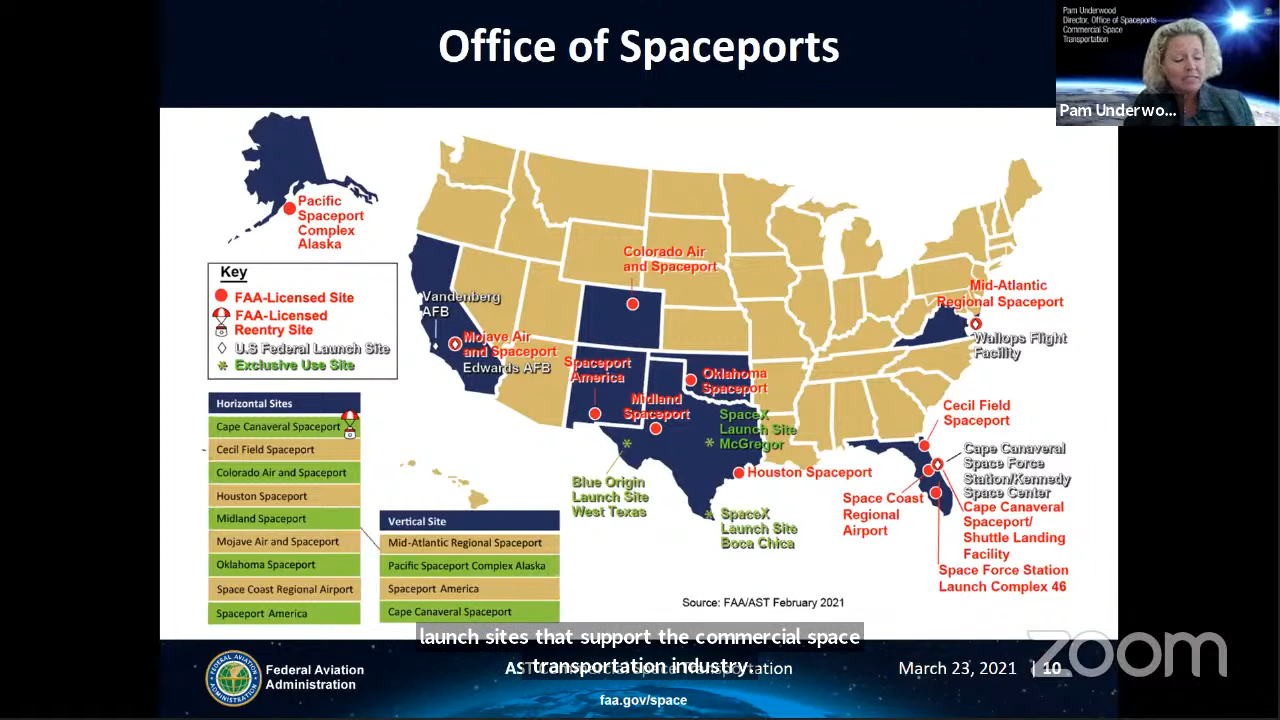 Office of Spaceports
Pam Underwood
Director, Office of Spaceports
Commercial Space
Transportation
Pam Underwo...
Pacific
Spaceport
Complex
Alaska
Key
FAA-Licensed Site
FAA-Licensed
Reentry Site
U.S Federal Launch Site
Exclusive Use Site
Colorado Air
and Spaceport
Mid-Atlantic
Regional Spaceport
Vandenberg
AFB
Wallops Flight
Facility
Mojave Air
and Spaceport
Edwards AFB
Spaceport
America
Oklahoma
Spaceport
Midland
Spaceport
SpaceX
Launch Site
McGregor
Cecil Field
Spaceport
Cape Canaveral
Space Force
Station/Kennedy
Space Center
Houston Spaceport
Blue Origin
Launch Site
West Texas
Space Coast
Regional
Airport
Cape Canaveral
Spaceport/
Shuttle Landing
Facility
SpaceX
Launch Site
Boca Chica
Space Force Station
Launch Complex 46
Horizontal Sites
Cape Canaveral Spaceport
Cecil Field Spaceport
Colorado Air and Spaceport
Houston Spaceport
Midland Spaceport
Mojave Air and Spaceport
Oklahoma Spaceport
Space Coast Regional Airport
Spaceport America
Vertical Site
Mid-Atlantic Regional Spaceport
Pacific Spaceport Complex Alaska
Spaceport America
Cape Canaveral Spaceport
Source: FAA/AST February 2021
launch sites that support the commercial space
transportation industry.
Federal Aviation
Administration
AST Commercial Space Transportation
March 23, 2021 | 10
faa.gov/space
zoom